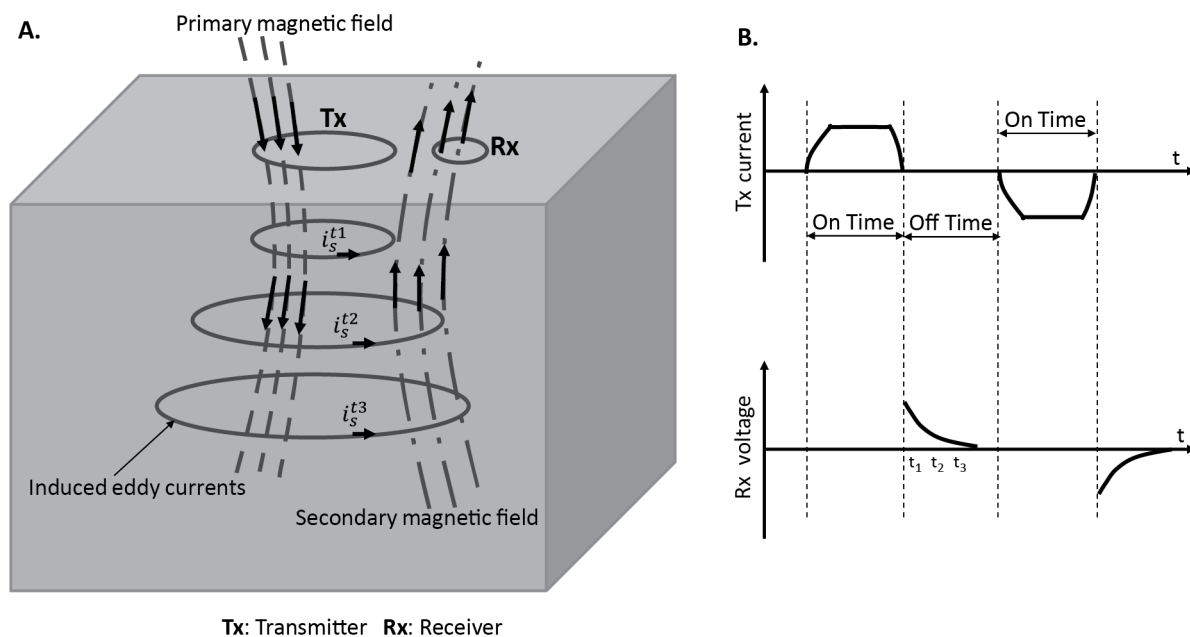 A.
Primary magnetic field
Tx
Rx
i_s^{t1}
i_s^{t2}
i_s^{t3}
Induced eddy currents
Secondary magnetic field
Tx: Transmitter Rx: Receiver
B.
Tx current
On Time
t
On Time
Off Time
Rx voltage
t
t₁ t₂ t₃